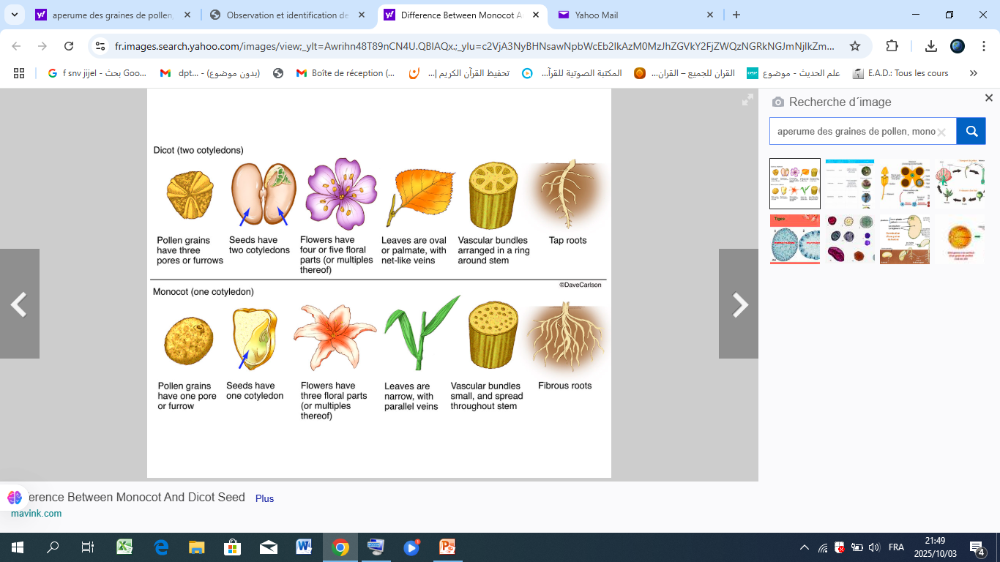 aperume des graines de pollen,
Observation et identification de
Difference Between Monocot A
Yahoo Mail
fr.images.search.yahoo.com/images/view;_ylt=Awrihn48T89nCN4U.QBIAQx.;_ylu=c2VjA3NyBHNsawNpbWcEb2lkAzM0MzJhZGVkY2FjZWQzNGRkNGJmNjlkZm...
f snv jijel - بحث Goo...
dpt... - (بدون موضوع)
Boîte de réception (...
تحفيظ القرآن الكريم |...
المكتبة الصوتية للقرآ...
القران للجميع – القران...
علم الحديث - موضوع
E.A.D.: Tous les cours
Dicot (two cotyledons)
Pollen grains
have three
pores or furrows
Seeds have
two cotyledons
Flowers have
four or five floral
parts (or multiples
thereof)
Leaves are oval
or palmate, with
net-like veins
Vascular bundles
arranged in a ring
around stem
Tap roots
©DaveCarlson
Monocot (one cotyledon)
Pollen grains
have one pore
or furrow
Seeds have
one cotyledon
Flowers have
three floral parts
(or multiples
thereof)
Leaves are
narrow, with
parallel veins
Vascular bundles
small, and spread
throughout stem
Fibrous roots
Recherche d´image
aperume des graines de pollen, mono
Tiges
erence Between Monocot And Dicot Seed
Plus
mavink.com
FRA
21:49
2025/10/03
4